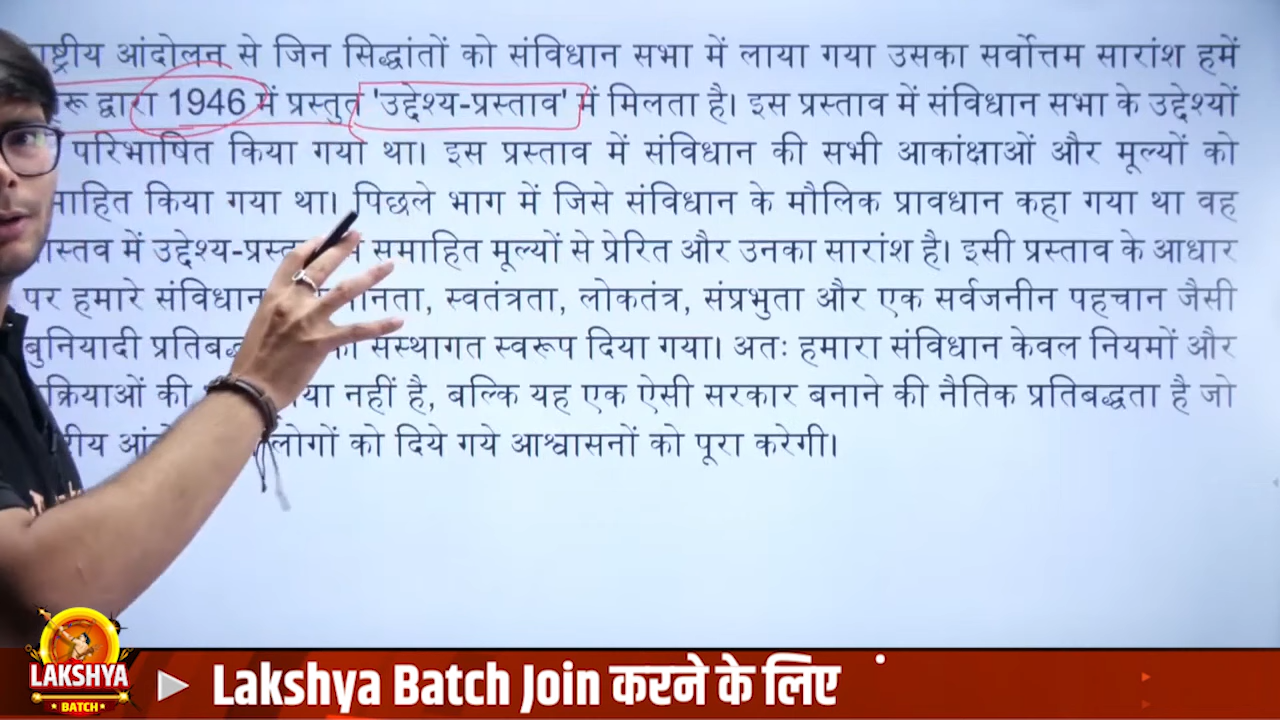 ष्ट्रीय आंदोलन से जिन सिद्धांतों को संविधान सभा में लाया गया उसका सर्वोत्तम सारांश हमें
रू द्वारा 1946 में प्रस्तुत 'उद्देश्य-प्रस्ताव' में मिलता है। इस प्रस्ताव में संविधान सभा के उद्देश्यों
परिभाषित किया गया था। इस प्रस्ताव में संविधान की सभी आकांक्षाओं और मूल्यों को
माहित किया गया था। पिछले भाग में जिसे संविधान के मौलिक प्रावधान कहा गया था वह
स्तव में उद्देश्य-प्रस्त समाहित मूल्यों से प्रेरित और उनका सारांश है। इसी प्रस्ताव के आधार
पर हमारे संविधान ानता, स्वतंत्रता, लोकतंत्र, संप्रभुता और एक सर्वजनीन पहचान जैसी
बुनियादी प्रतिबद्ध को संस्थागत स्वरूप दिया गया। अतः हमारा संविधान केवल नियमों और
क्रियाओं की या नहीं है, बल्कि यह एक ऐसी सरकार बनाने की नैतिक प्रतिबद्धता है जो
रीय आं लोगों को दिये गये आश्वासनों को पूरा करेगी।
LAKSHYA
BATCH
Lakshya Batch Join करने के लिए